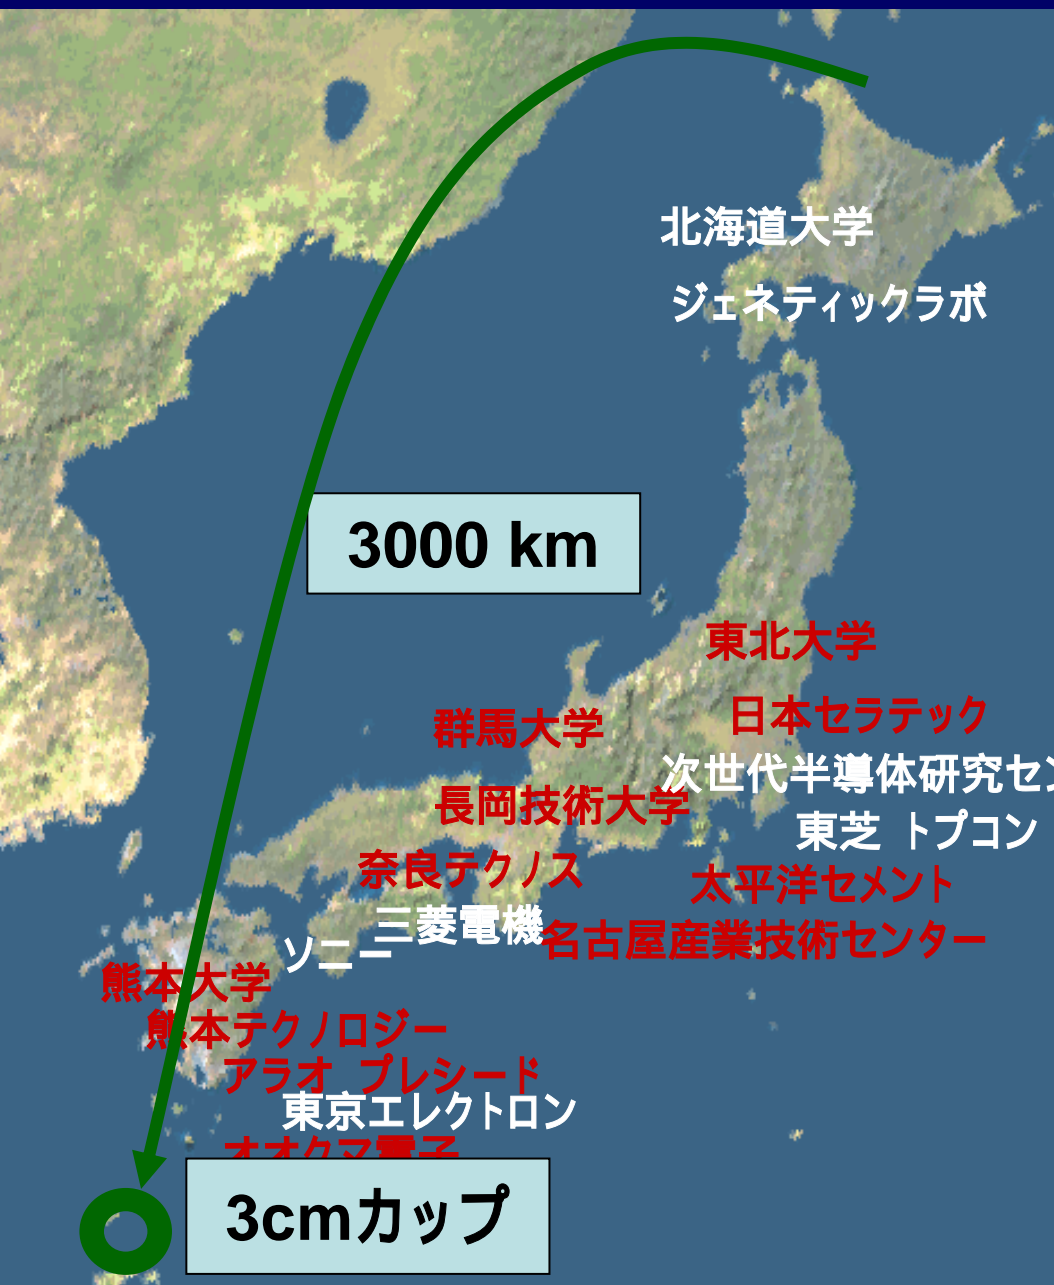 北海道大学
ジェネティックラボ
3000 km
東北大学
日本セラテック
群馬大学
次世代半導体研究セン
長岡技術大学
東芝 トプコン
奈良テクノス
太平洋セメント
三菱電機
名古屋産業技術センター
ソニー
熊本大学
熊本テクノロジー
アラオ プレシード
東京エレクトロン
オオクマ電子
3cmカップ